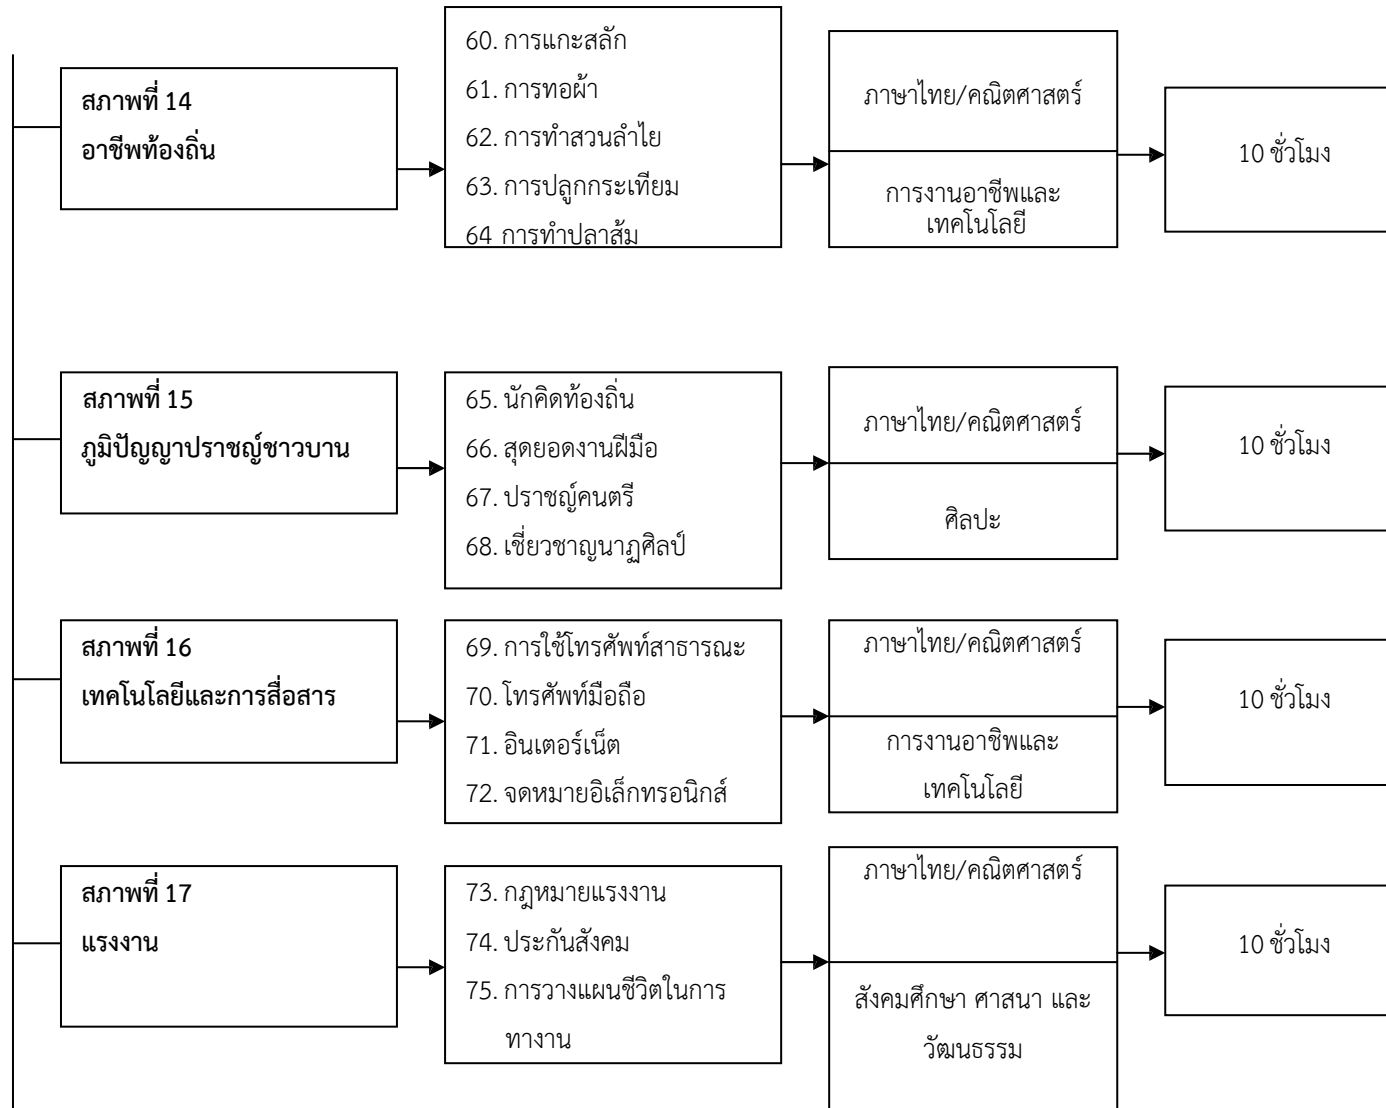 สภาพที่ 14
อาชีพท้องถิ่น
60. การแกะสลัก
61. การทอผ้า
62. การทำสวนลำไย
63. การปลูกกระเทียม
64 การทำปลาส้ม
ภาษาไทย/คณิตศาสตร์
การงานอาชีพและ
เทคโนโลยี
10 ชั่วโมง
สภาพที่ 15
ภูมิปัญญาปราชญ์ชาวบาน
65. นักคิดท้องถิ่น
66. สุดยอดงานฝีมือ
67. ปราชญ์คนตรี
68. เชี่ยวชาญนาฏศิลป์
ภาษาไทย/คณิตศาสตร์
ศิลปะ
10 ชั่วโมง
สภาพที่ 16
เทคโนโลยีและการสื่อสาร
69. การใช้โทรศัพท์สาธารณะ
70. โทรศัพท์มือถือ
71. อินเตอร์เน็ต
72. จดหมายอิเล็กทรอนิกส์
ภาษาไทย/คณิตศาสตร์
การงานอาชีพและ
เทคโนโลยี
10 ชั่วโมง
สภาพที่ 17
แรงงาน
73. กฎหมายแรงงาน
74. ประกันสังคม
75. การวางแผนชีวิตในการ
ทางาน
ภาษาไทย/คณิตศาสตร์
สังคมศึกษา ศาสนา และ
วัฒนธรรม
10 ชั่วโมง